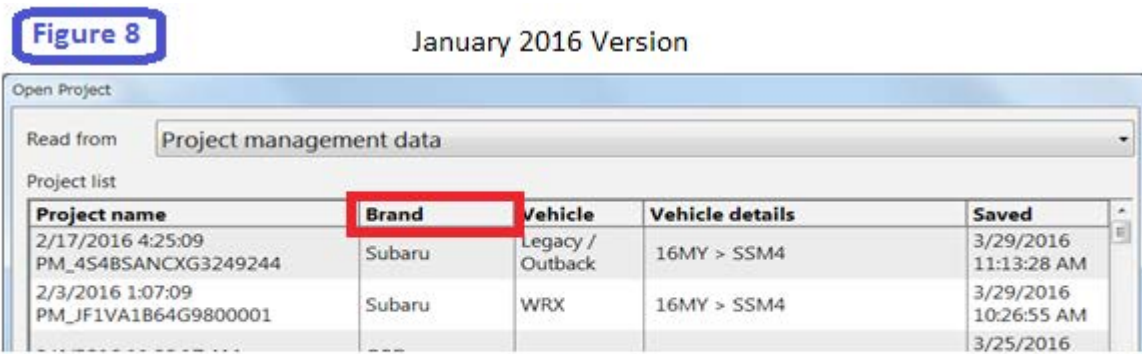 Figure 8
January 2016 Version
Open Project
Read from Project management data
Project list
Project name Brand Vehicle Vehicle details Saved
2/17/2016 4:25:09 PM_4S4BSANCXG3249244 Subaru Legacy / Outback 16MY > SSM4 3/29/2016 11:13:28 AM
2/3/2016 1:07:09 PM_JF1VA1B64G9800001 Subaru WRX 16MY > SSM4 3/29/2016 10:26:55 AM
3/25/2016